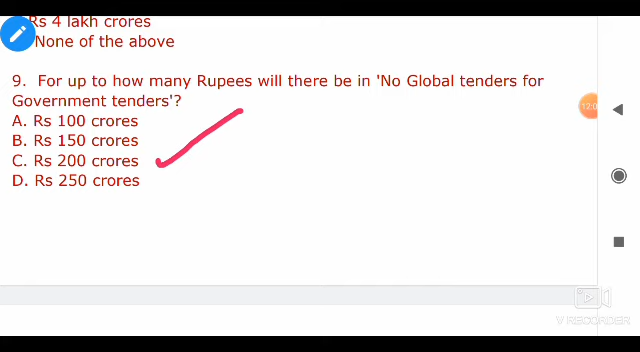 Rs 4 lakh crores
None of the above
9. For up to how many Rupees will there be in 'No Global tenders for
Government tenders'?
A. Rs 100 crores
B. Rs 150 crores
C. Rs 200 crores
D. Rs 250 crores
V RECORDER